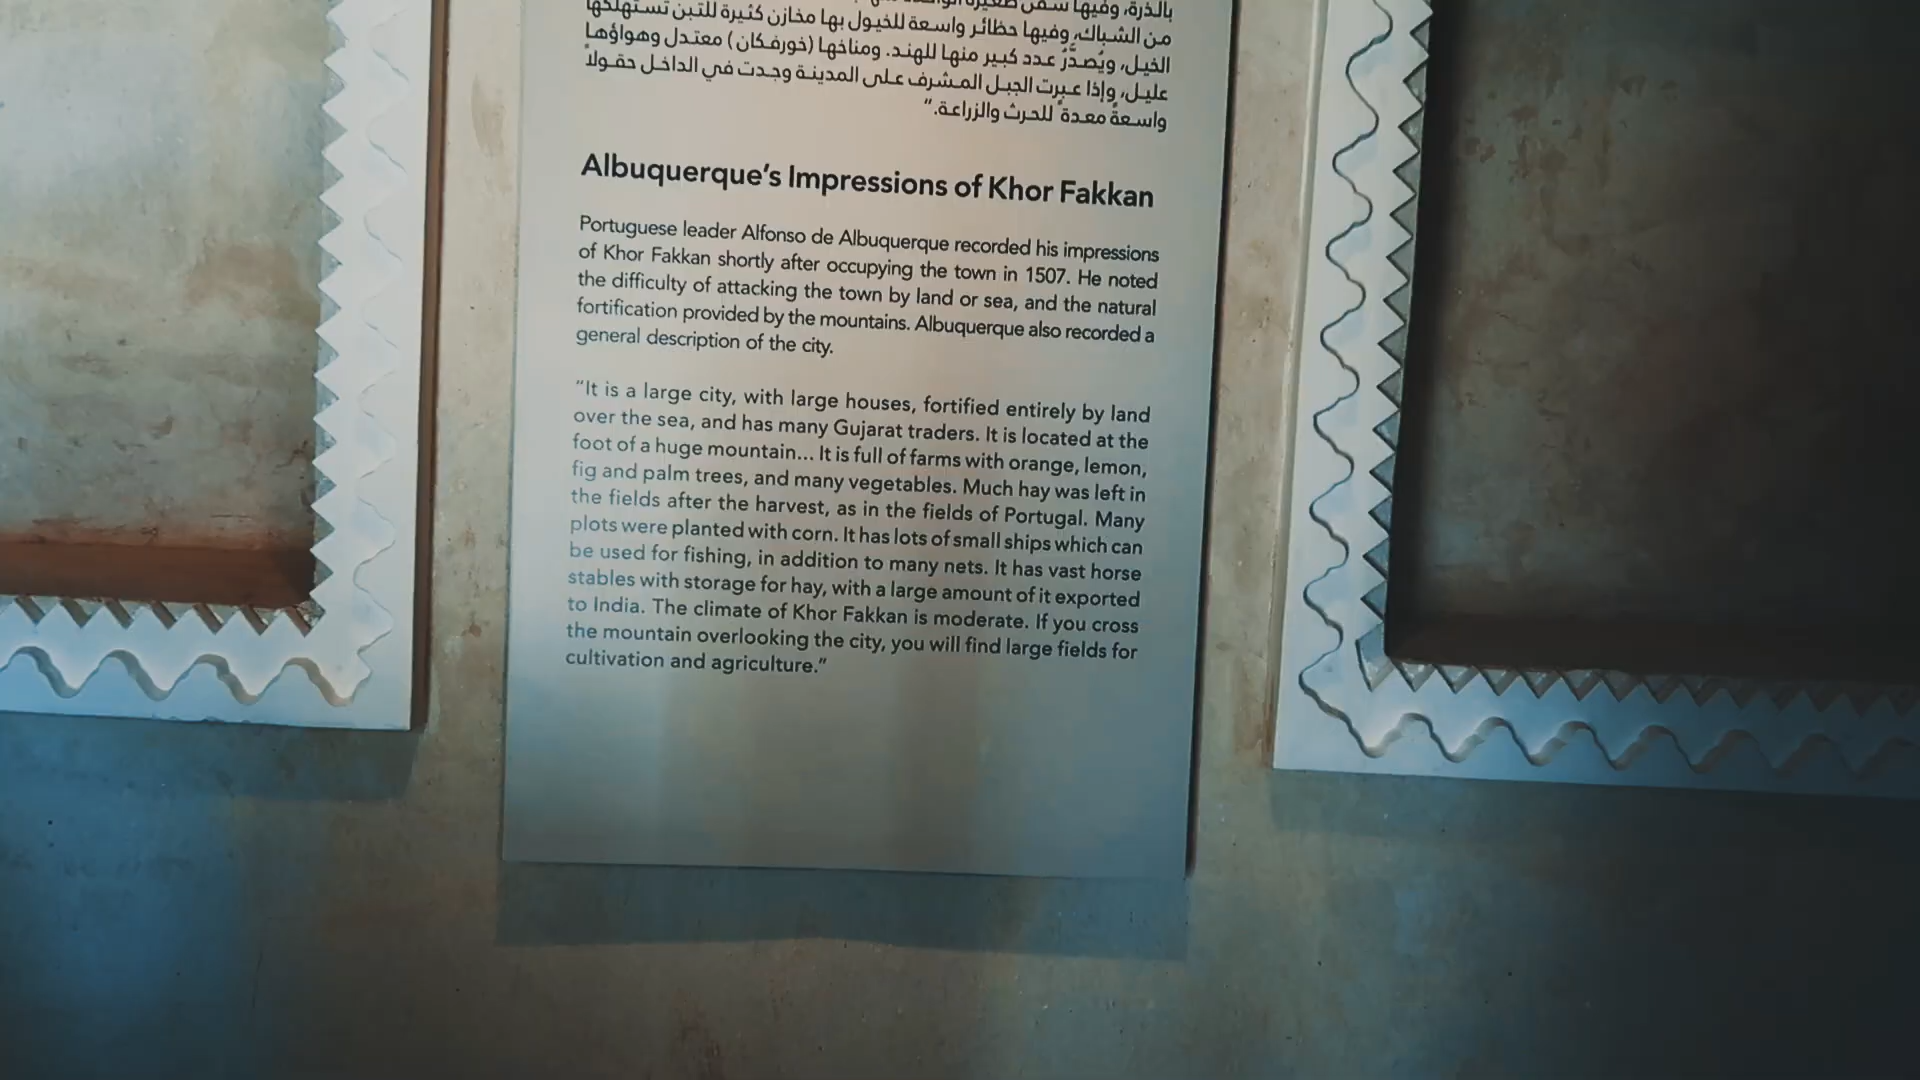 بالذرة، وفيها سفن صغيرة
من الشباك، وفيها حظائر واسعة للخيول بها مخازن كثيرة للتبن تستهلكها
الخيل، ويُصدَّرُ عدد كبير منها للهند. ومناخها (خورفكان) معتدل وهواؤها
عليل، وإذا عبرت الجبل المشرف على المدينة وجدت في الداخل حقولاً
واسعةً معدة للحرث والزراعة."
Albuquerque's Impressions of Khor Fakkan
Portuguese leader Alfonso de Albuquerque recorded his impressions
of Khor Fakkan shortly after occupying the town in 1507. He noted
the difficulty of attacking the town by land or sea, and the natural
fortification provided by the mountains. Albuquerque also recorded a
general description of the city.
"It is a large city, with large houses, fortified entirely by land
over the sea, and has many Gujarat traders. It is located at the
foot of a huge mountain... It is full of farms with orange, lemon,
fig and palm trees, and many vegetables. Much hay was left in
the fields after the harvest, as in the fields of Portugal. Many
plots were planted with corn. It has lots of small ships which can
be used for fishing, in addition to many nets. It has vast horse
stables with storage for hay, with a large amount of it exported
to India. The climate of Khor Fakkan is moderate. If you cross
the mountain overlooking the city, you will find large fields for
cultivation and agriculture."